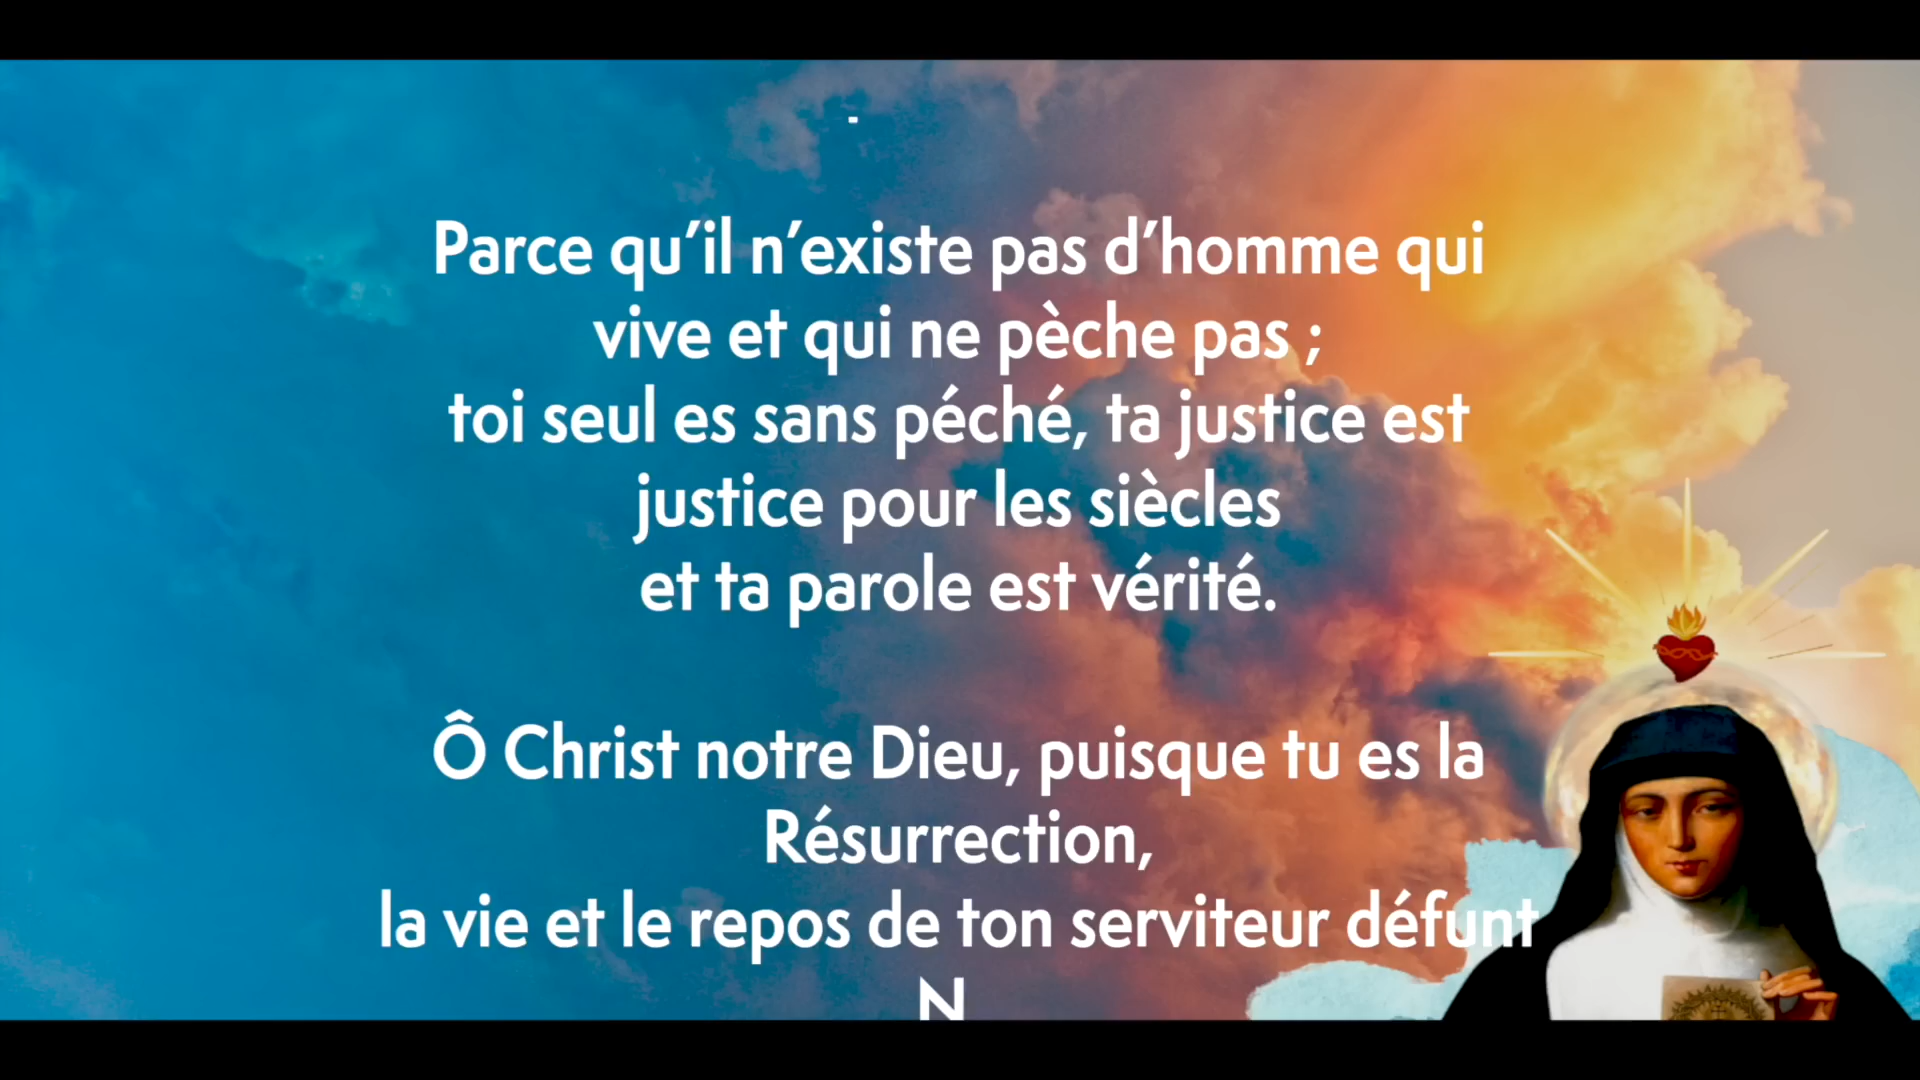 Parce qu’il n’existe pas d’homme qui
vive et qui ne pèche pas ;
toi seul es sans péché, ta justice est
justice pour les siècles
et ta parole est vérité.
Ô Christ notre Dieu, puisque tu es la
Résurrection,
la vie et le repos de ton serviteur défunt
N